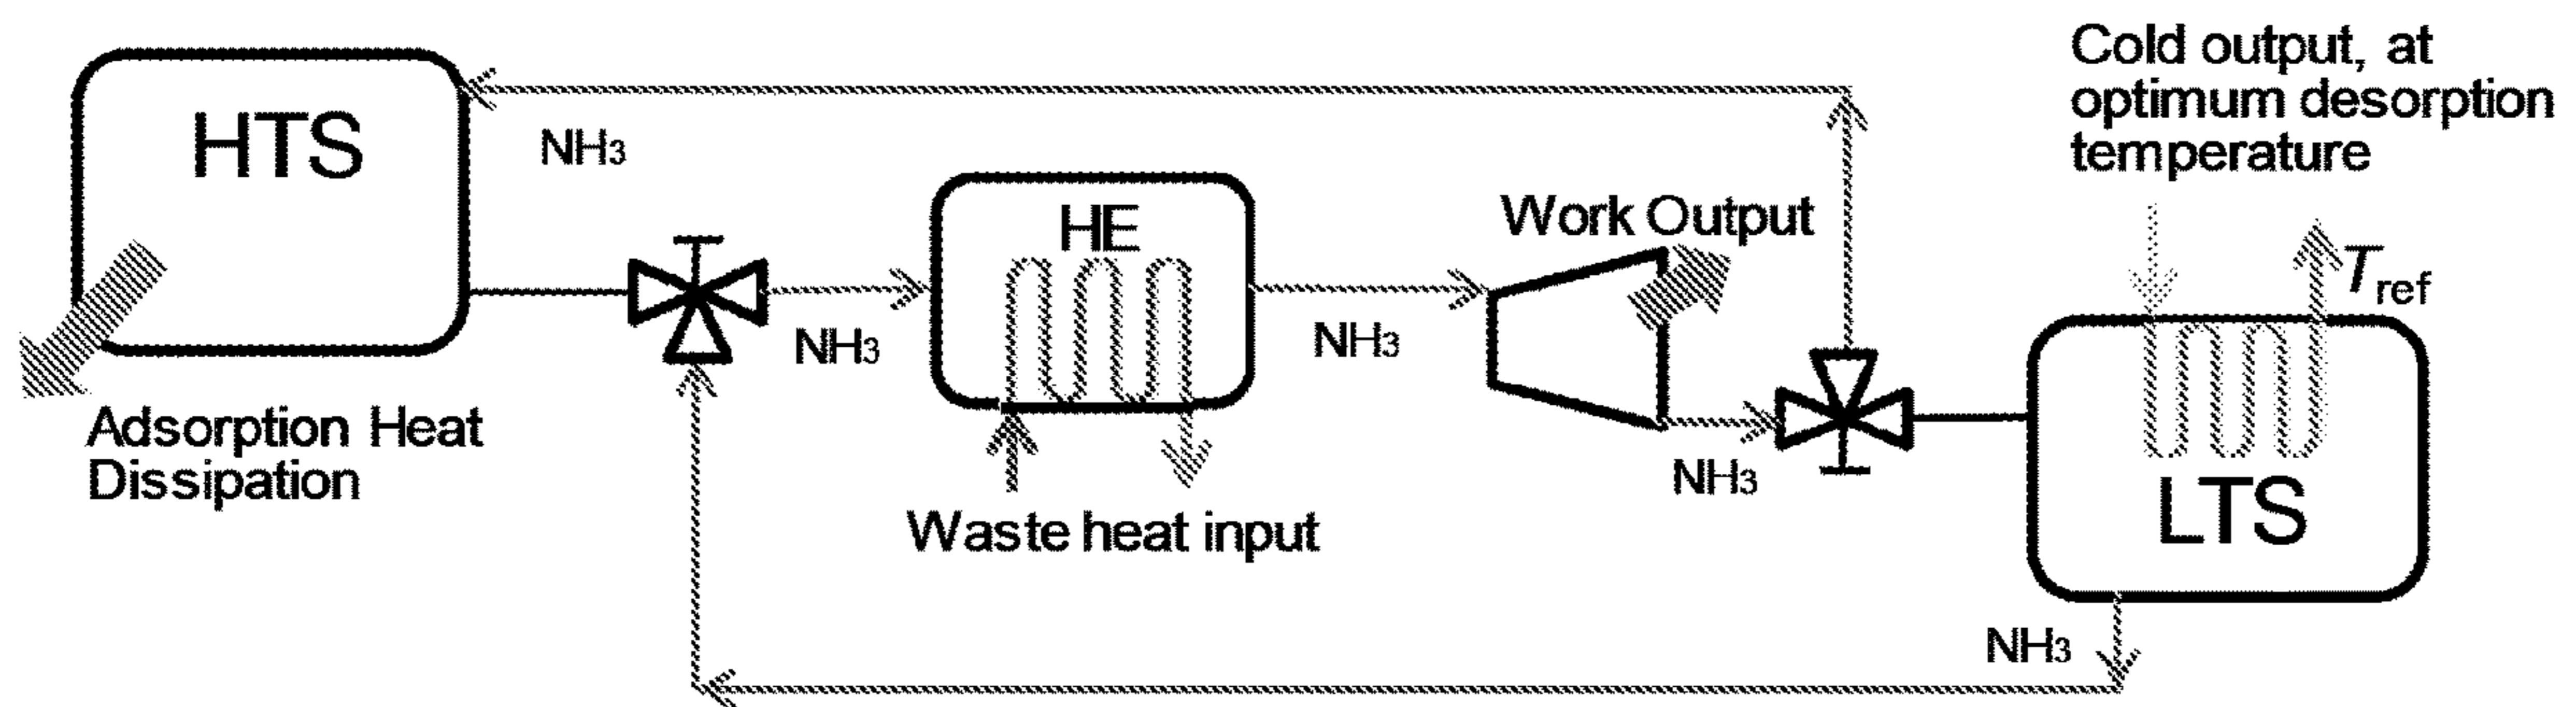 Cold output, at
optimum desorption
temperature
HTS
NH3
HE
Work Output
Tref
NH3
NH3
Adsorption Heat
Dissipation
NH3
LTS
Waste heat input
NH3